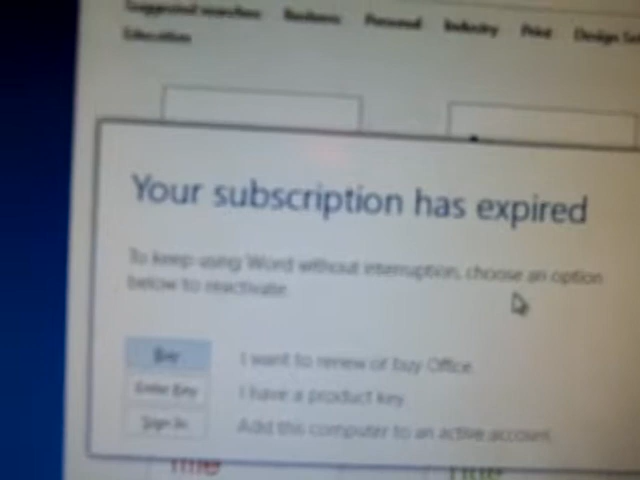 Suggested searches: Business Personal Industry Print Design Set
Education
Your subscription has expired
To keep using Word without interruption, choose an option
below to reactivate
Buy I want to renew or buy Office.
Enter Key I have a product key.
Sign In Add this computer to an active account.
Title